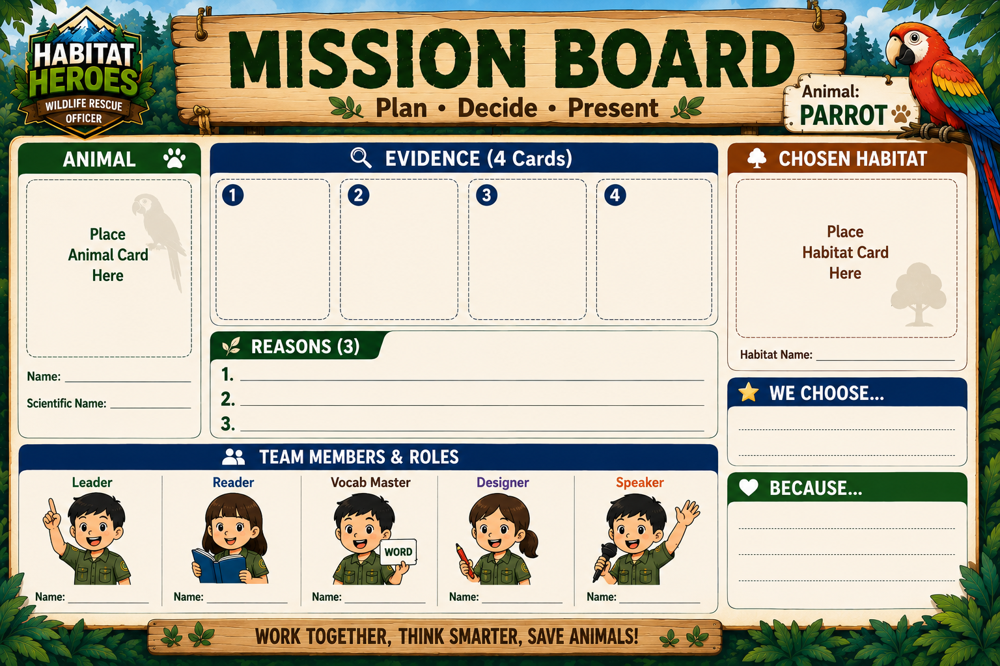 HABITAT
HEROES
WILDLIFE RESCUE
OFFICER
MISSION BOARD
Plan • Decide • Present
Animal:
PARROT
ANIMAL
Place
Animal Card
Here
Name:
Scientific Name:
EVIDENCE (4 Cards)
1
2
3
4
REASONS (3)
1.
2.
3.
CHOSEN HABITAT
Place
Habitat Card
Here
Habitat Name:
WE CHOOSE...
BECAUSE...
TEAM MEMBERS & ROLES
Leader
Name:
Reader
Name:
Vocab Master
WORD
Name:
Designer
Name:
Speaker
Name:
WORK TOGETHER, THINK SMARTER, SAVE ANIMALS!